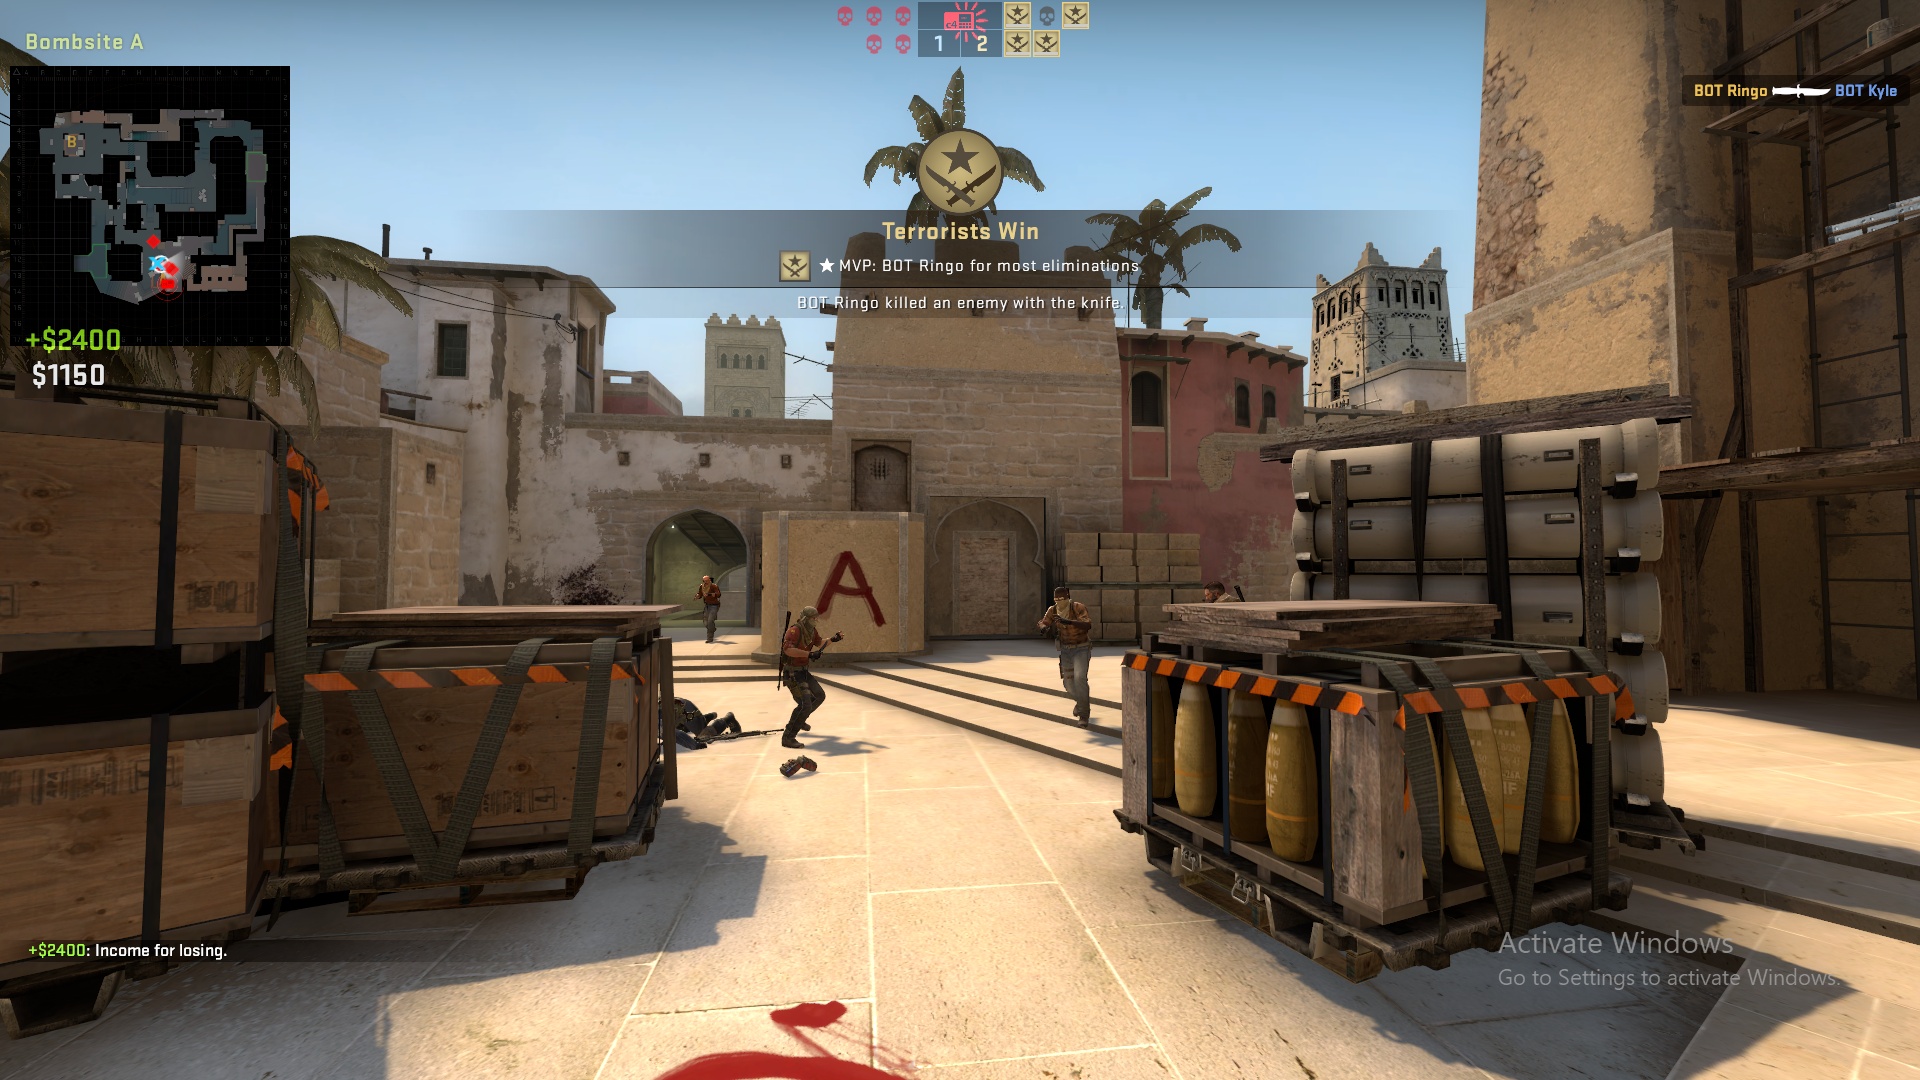 Bombsite A
B
+$2400
$1150
C4
1 2
BOT Ringo BOT Kyle
Terrorists Win
MVP: BOT Ringo for most eliminations
BOT Ringo killed an enemy with the knife.
A
+$2400: Income for losing.
Activate Windows
Go to Settings to activate Windows.